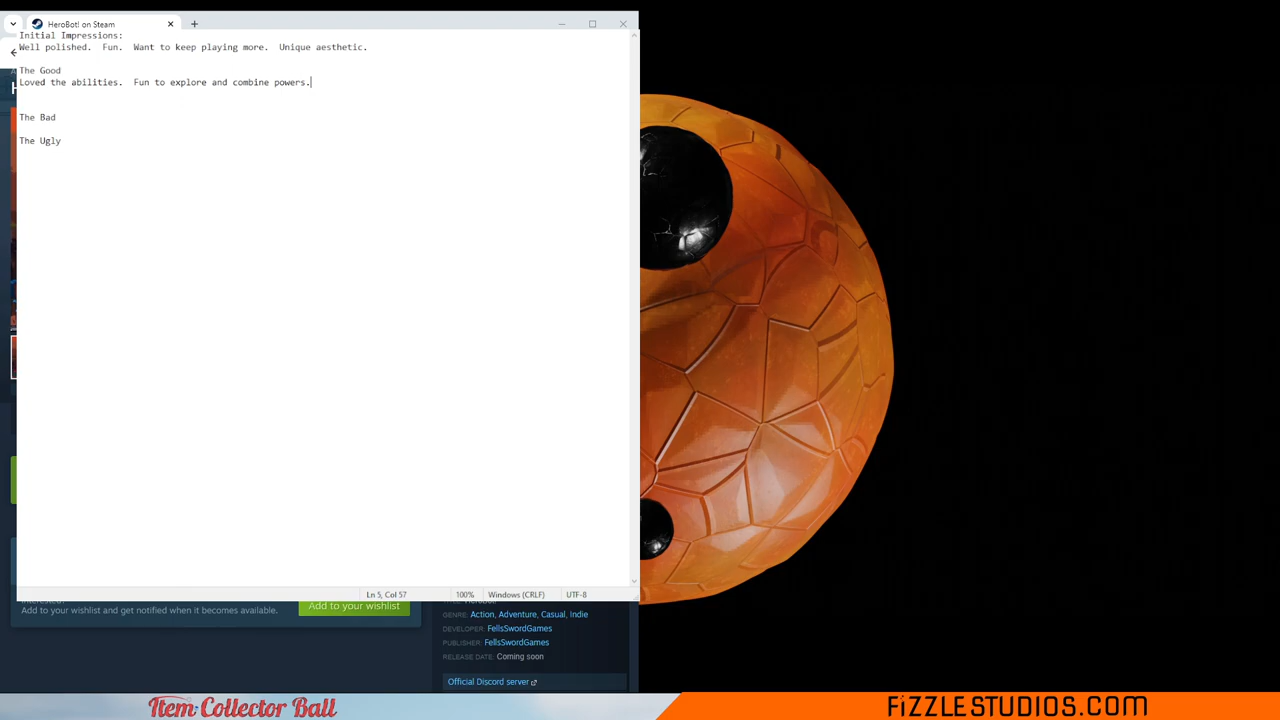 HeroBot! on Steam
Initial Impressions:
Well polished.  Fun.  Want to keep playing more.  Unique aesthetic.
The Good
Loved the abilities.  Fun to explore and combine powers.
The Bad
The Ugly
Ln 5, Col 57
100%
Windows (CRLF)
UTF-8
Add to your wishlist and get notified when it becomes available.
Add to your wishlist
GENRE: Action, Adventure, Casual, Indie
DEVELOPER: FellsSwordGames
PUBLISHER: FellsSwordGames
RELEASE DATE: Coming soon
Official Discord server
Item Collector Ball
FiZZLESTUDiOS.COM